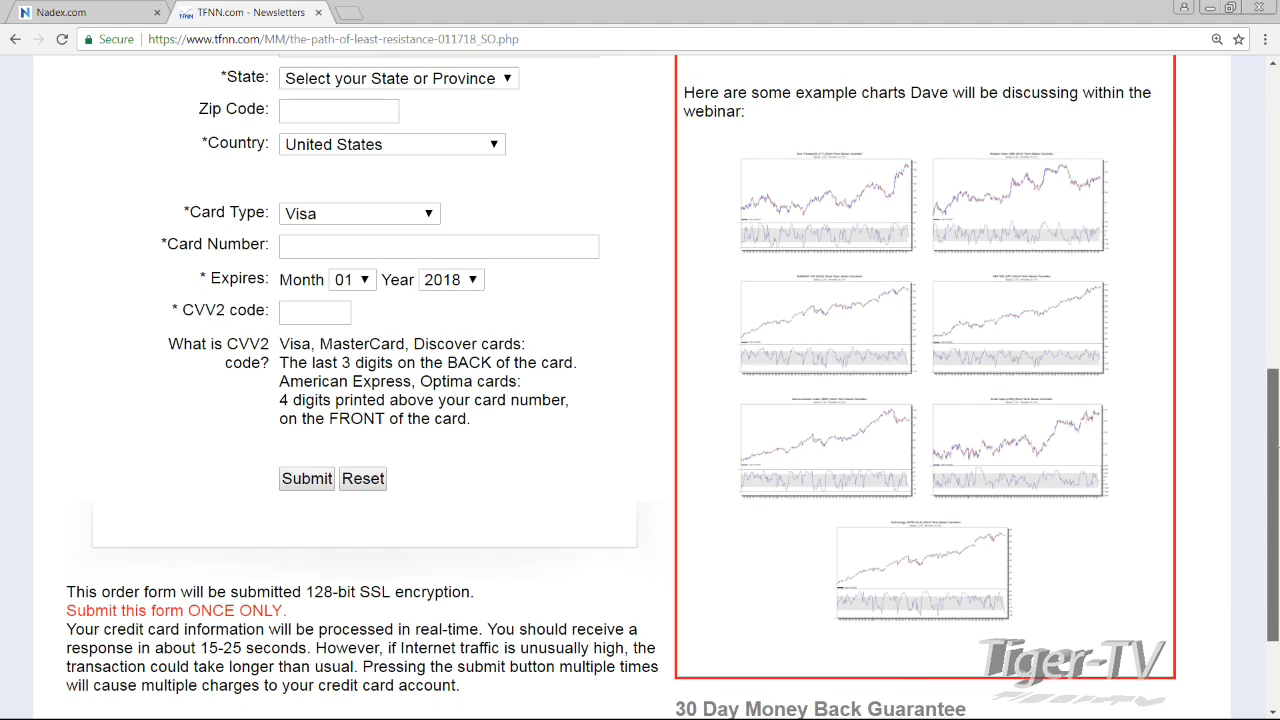 Nadex.com
TFNN.com - Newsletters
Secure
https://www.tfnn.com/MM/the-path-of-least-resistance-011718_SO.php
*State: Select your State or Province
Zip Code:
*Country: United States
*Card Type: Visa
*Card Number:
* Expires: Month 1 Year 2018
* CVV2 code:
What is CVV2 code? Visa, MasterCard, Discover cards:
The last 3 digits on the BACK of the card.
American Express, Optima cards:
4 digits printed above your card number,
on the FRONT of the card.
Submit Reset
This order form will be submitted 128-bit SSL encryption.
Submit this form ONCE ONLY.
Your credit card information will be processed in real-time. You should receive a
response in about 15-25 seconds. However, if phone traffic is unusually high, the
transaction could take longer than usual. Pressing the submit button multiple times
will cause multiple charges to your credit card account.
Here are some example charts Dave will be discussing within the
webinar:
Tiger-TV
30 Day Money Back Guarantee